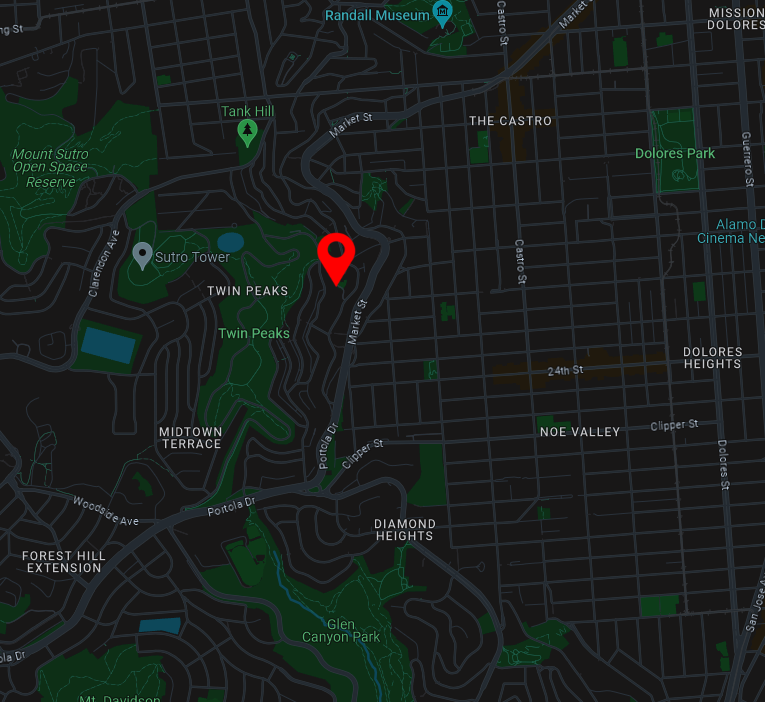 Randall Museum
Castro St
Market S
MISSION
DOLORES
ng St
Tank Hill
Market St
THE CASTRO
Mount Sutro
Open Space
Reserve
Dolores Park
Guerrero St
Alamo D
Cinema Ne
Clarendon Ave
Sutro Tower
Castro St
TWIN PEAKS
Market St
Twin Peaks
DOLORES
HEIGHTS
24th St
MIDTOWN
TERRACE
Portola Dr
Clipper St
NOE VALLEY
Clipper St
Dolores St
Woodside Ave
Portola Dr
DIAMOND
HEIGHTS
FOREST HILL
EXTENSION
San Jose A
Glen
Canyon Park
ola Dr
Mt. Davidson